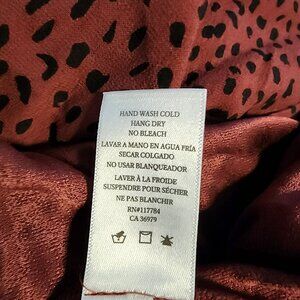 HAND WASH COLD
HANG DRY
NO BLEACH
LAVAR A MANO EN AGUA FRÍA
SECAR COLGADO
NO USAR BLANQUEADOR
LAVER À LA FROIDE
SUSPENDRE POUR SÉCHER
NE PAS BLANCHIR
RN#117784
CA 36979